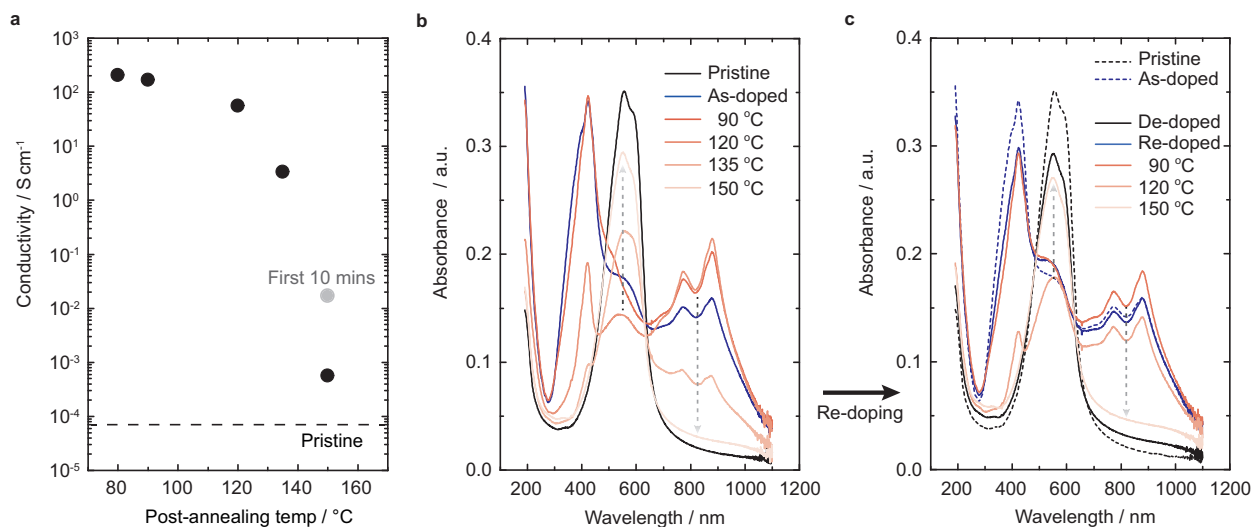 a
10³
10²
10¹
10⁰
10⁻¹
10⁻²
10⁻³
10⁻⁴
10⁻⁵
Conductivity / S cm⁻¹
First 10 mins
Pristine
80 100 120 140 160
Post-annealing temp / °C
b
0.4
0.3
0.2
0.1
0.0
Absorbance / a.u.
Pristine
As-doped
90 °C
120 °C
135 °C
150 °C
200 400 600 800 1000 1200
Wavelength / nm
Re-doping
c
0.4
0.3
0.2
0.1
0.0
Absorbance / a.u.
Pristine
As-doped
De-doped
Re-doped
90 °C
120 °C
150 °C
200 400 600 800 1000 1200
Wavelength / nm